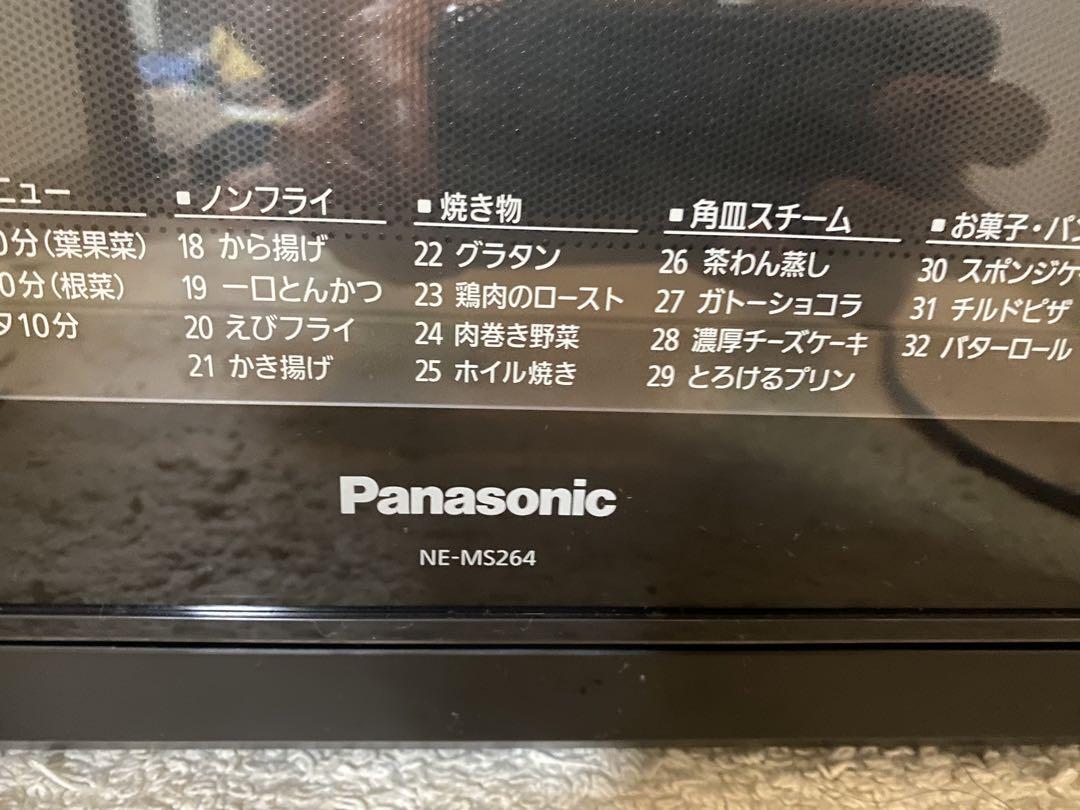 ニュー
0分(葉果菜)
0分(根菜)
タ10分
■ ノンフライ
18 から揚げ
19 一口とんかつ
20 えびフライ
21 かき揚げ
■ 焼き物
22 グラタン
23 鶏肉のロースト
24 肉巻き野菜
25 ホイル焼き
■ 角皿スチーム
26 茶わん蒸し
27 ガトーショコラ
28 濃厚チーズケーキ
29 とろけるプリン
■ お菓子・パン
30 スポンジケ
31 チルドピザ
32 バターロール
Panasonic
NE-MS264